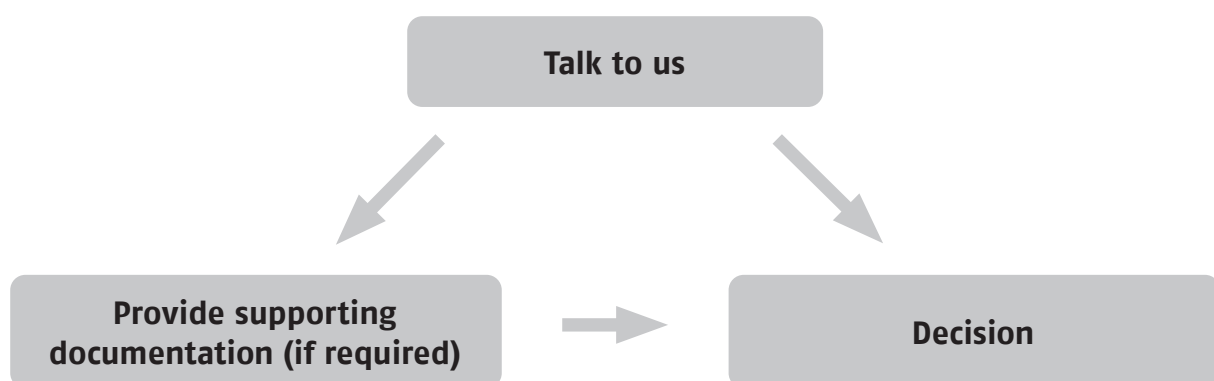 Talk to us
Provide supporting
documentation (if required)
Decision